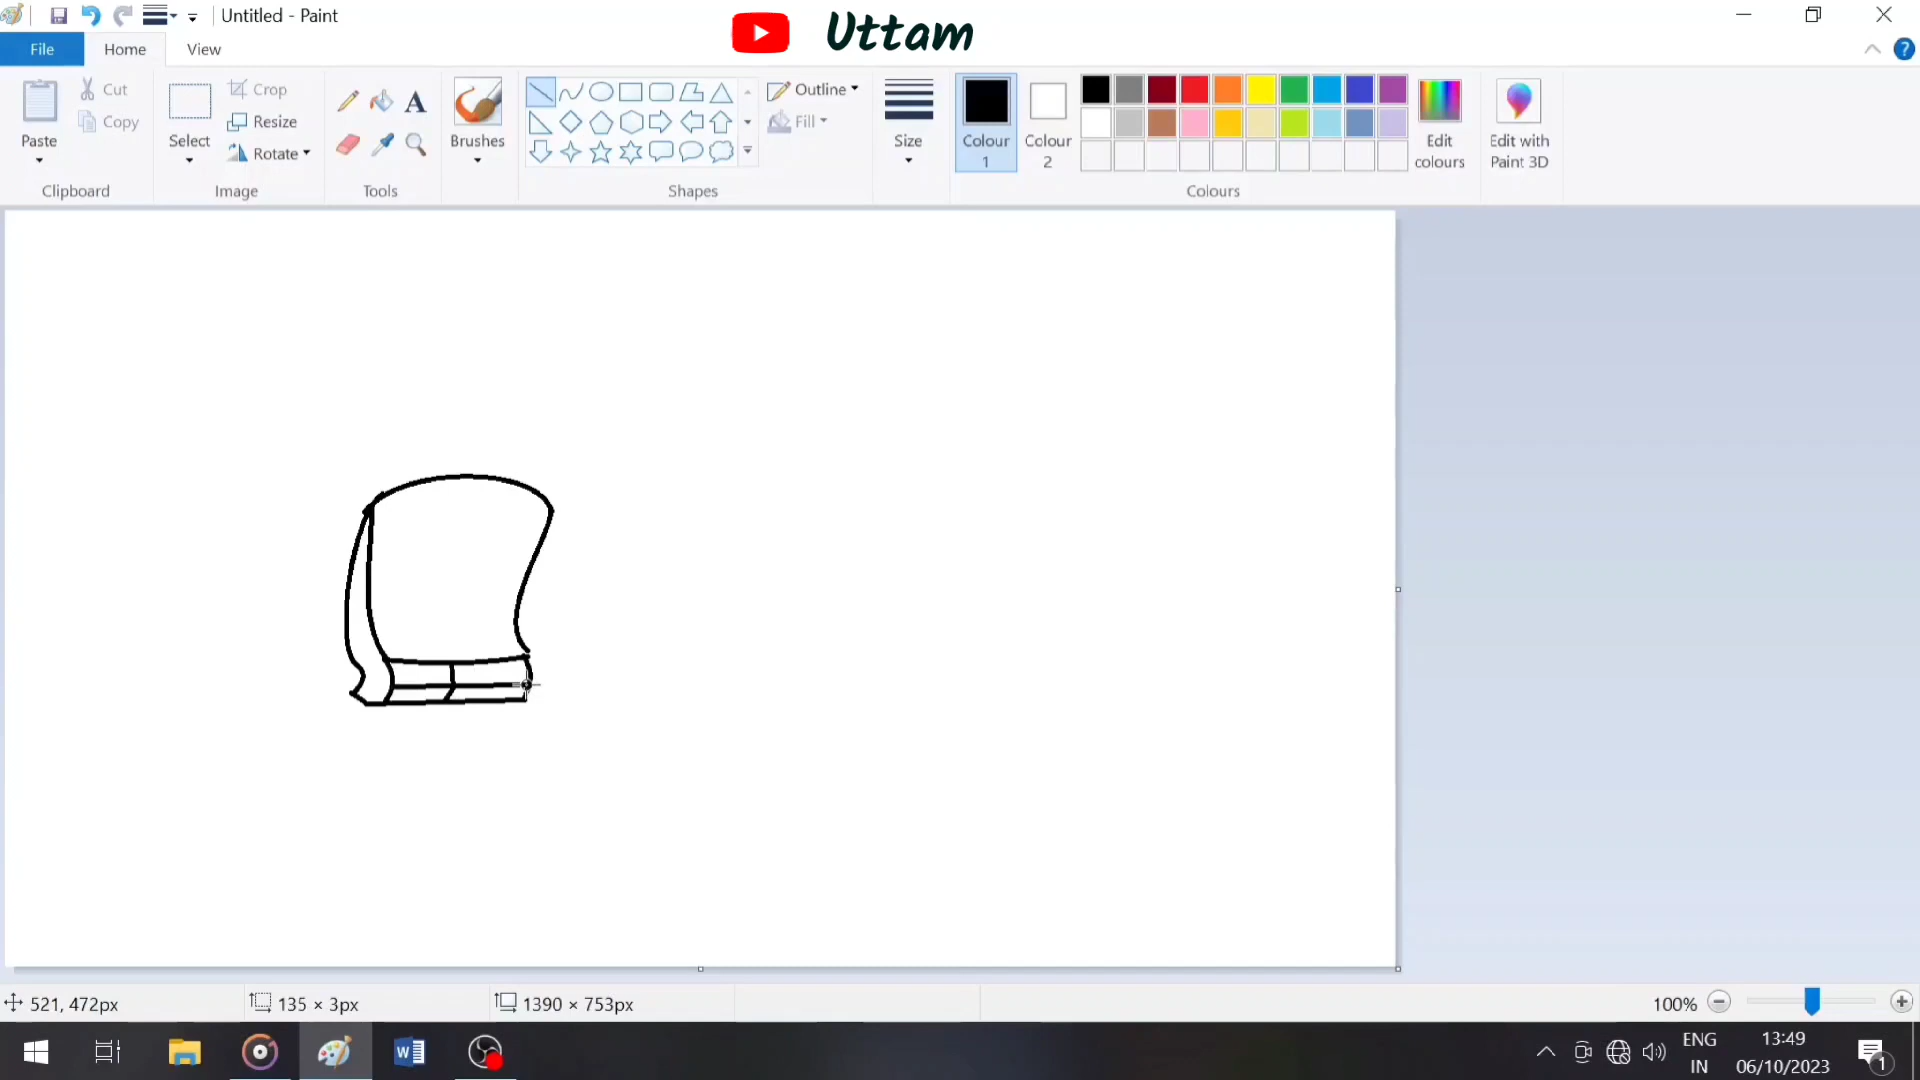 Untitled - Paint
Uttam
File
Home
View
Paste
Cut
Copy
Clipboard
Select
Crop
Resize
Rotate
Image
A
Tools
Brushes
Outline
Fill
Shapes
Size
Colour
1
Colour
2
Edit
colours
Colours
Edit with
Paint 3D
?
521, 472px
135 × 3px
1390 × 753px
100%
W
ENG
IN
13:49
06/10/2023
1